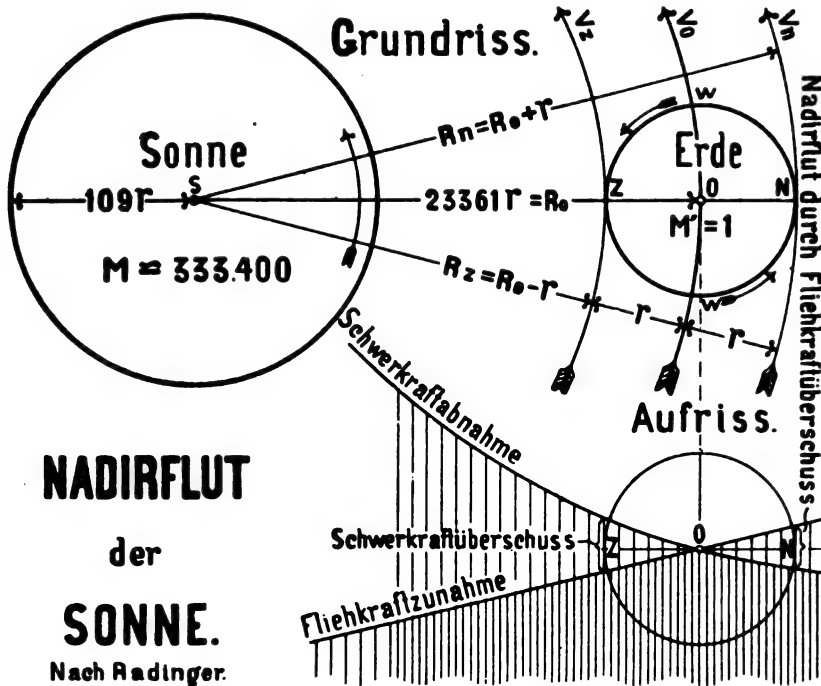 Grundriss.
Vz
Vo
Vn
Rn=Ro+r
w
Sonne
Erde
S
109r
23361r=Ro
Z
O
N
M'=1
M = 333.400
Rz=Ro-r
r
r
w
Nadirflut durch Fliehkraftüberschuss
Schwerkraftabnahme
Aufriss.
NADIRFLUT
der
SONNE.
Nach Radinger.
Schwerkraftüberschuss
Z
O
N
Fliehkraftzunahme